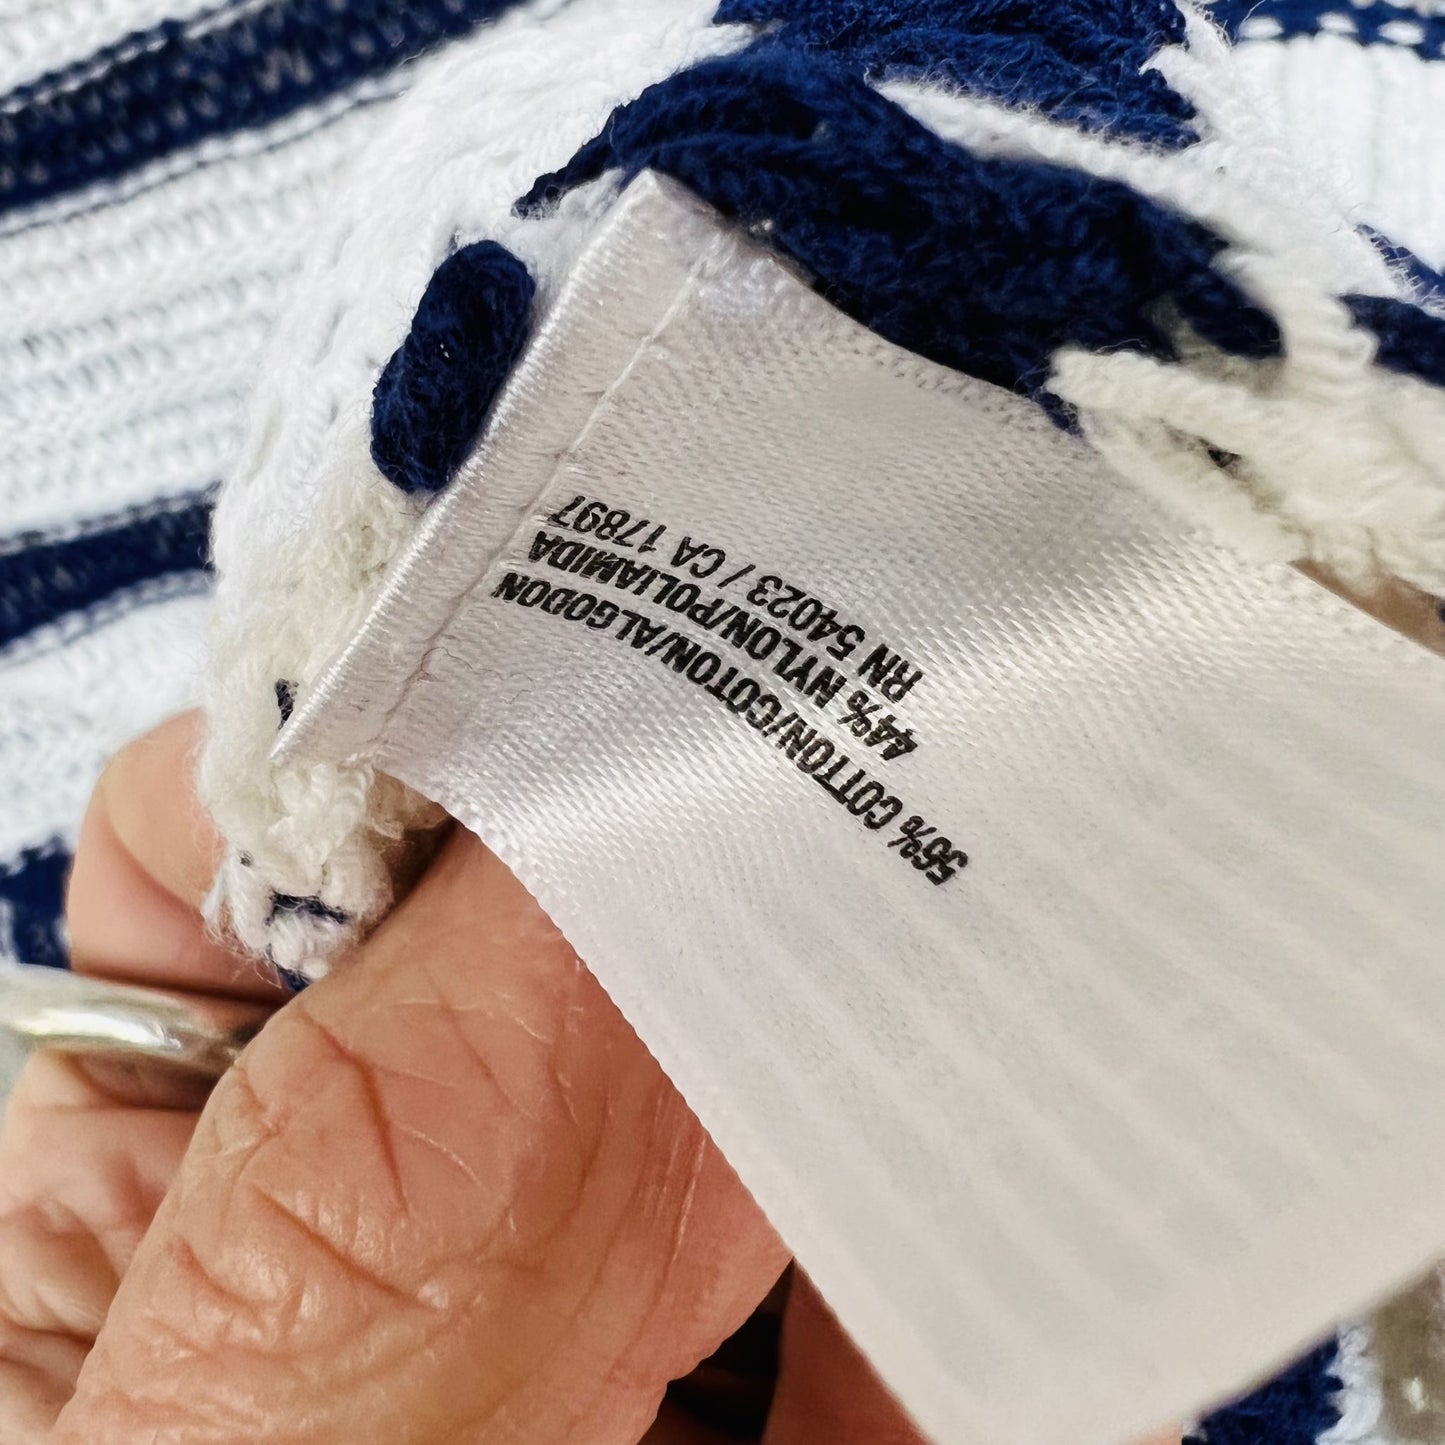 56% COTTON/COTON/ALGODON
44% NYLON/POLIAMIDA
RN 54023 / CA 17897